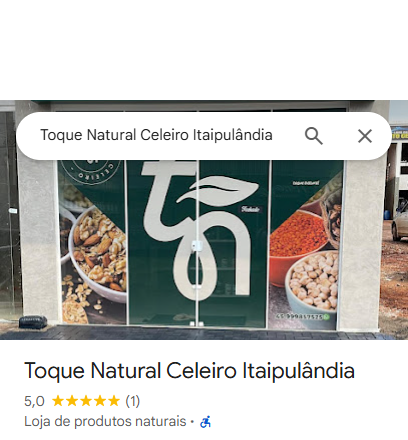 Toque Natural Celeiro Itaipulândia
CELEIRO
tn
toque natural
Toque Natural Celeiro Itaipulândia
5,0 ★★★★★ (1)
Loja de produtos naturais ·